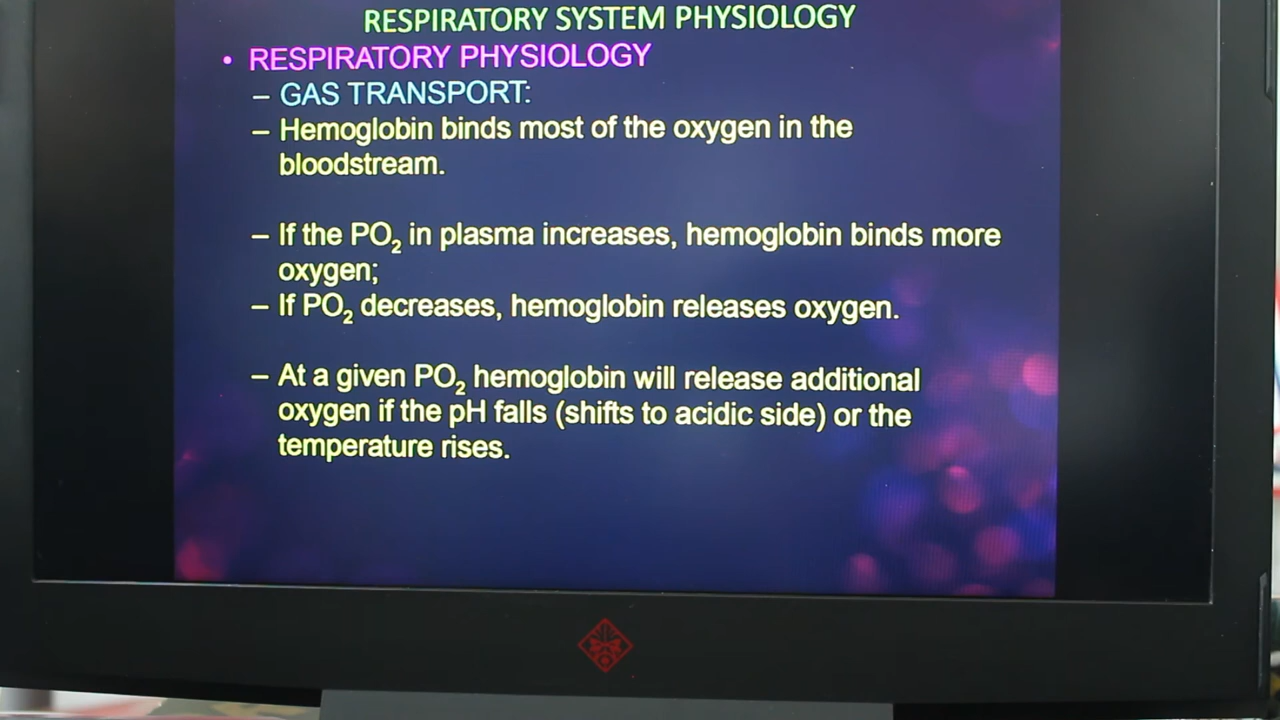 RESPIRATORY SYSTEM PHYSIOLOGY
• RESPIRATORY PHYSIOLOGY
– GAS TRANSPORT:
– Hemoglobin binds most of the oxygen in the
bloodstream.
– If the PO₂ in plasma increases, hemoglobin binds more
oxygen;
– If PO₂ decreases, hemoglobin releases oxygen.
– At a given PO₂ hemoglobin will release additional
oxygen if the pH falls (shifts to acidic side) or the
temperature rises.